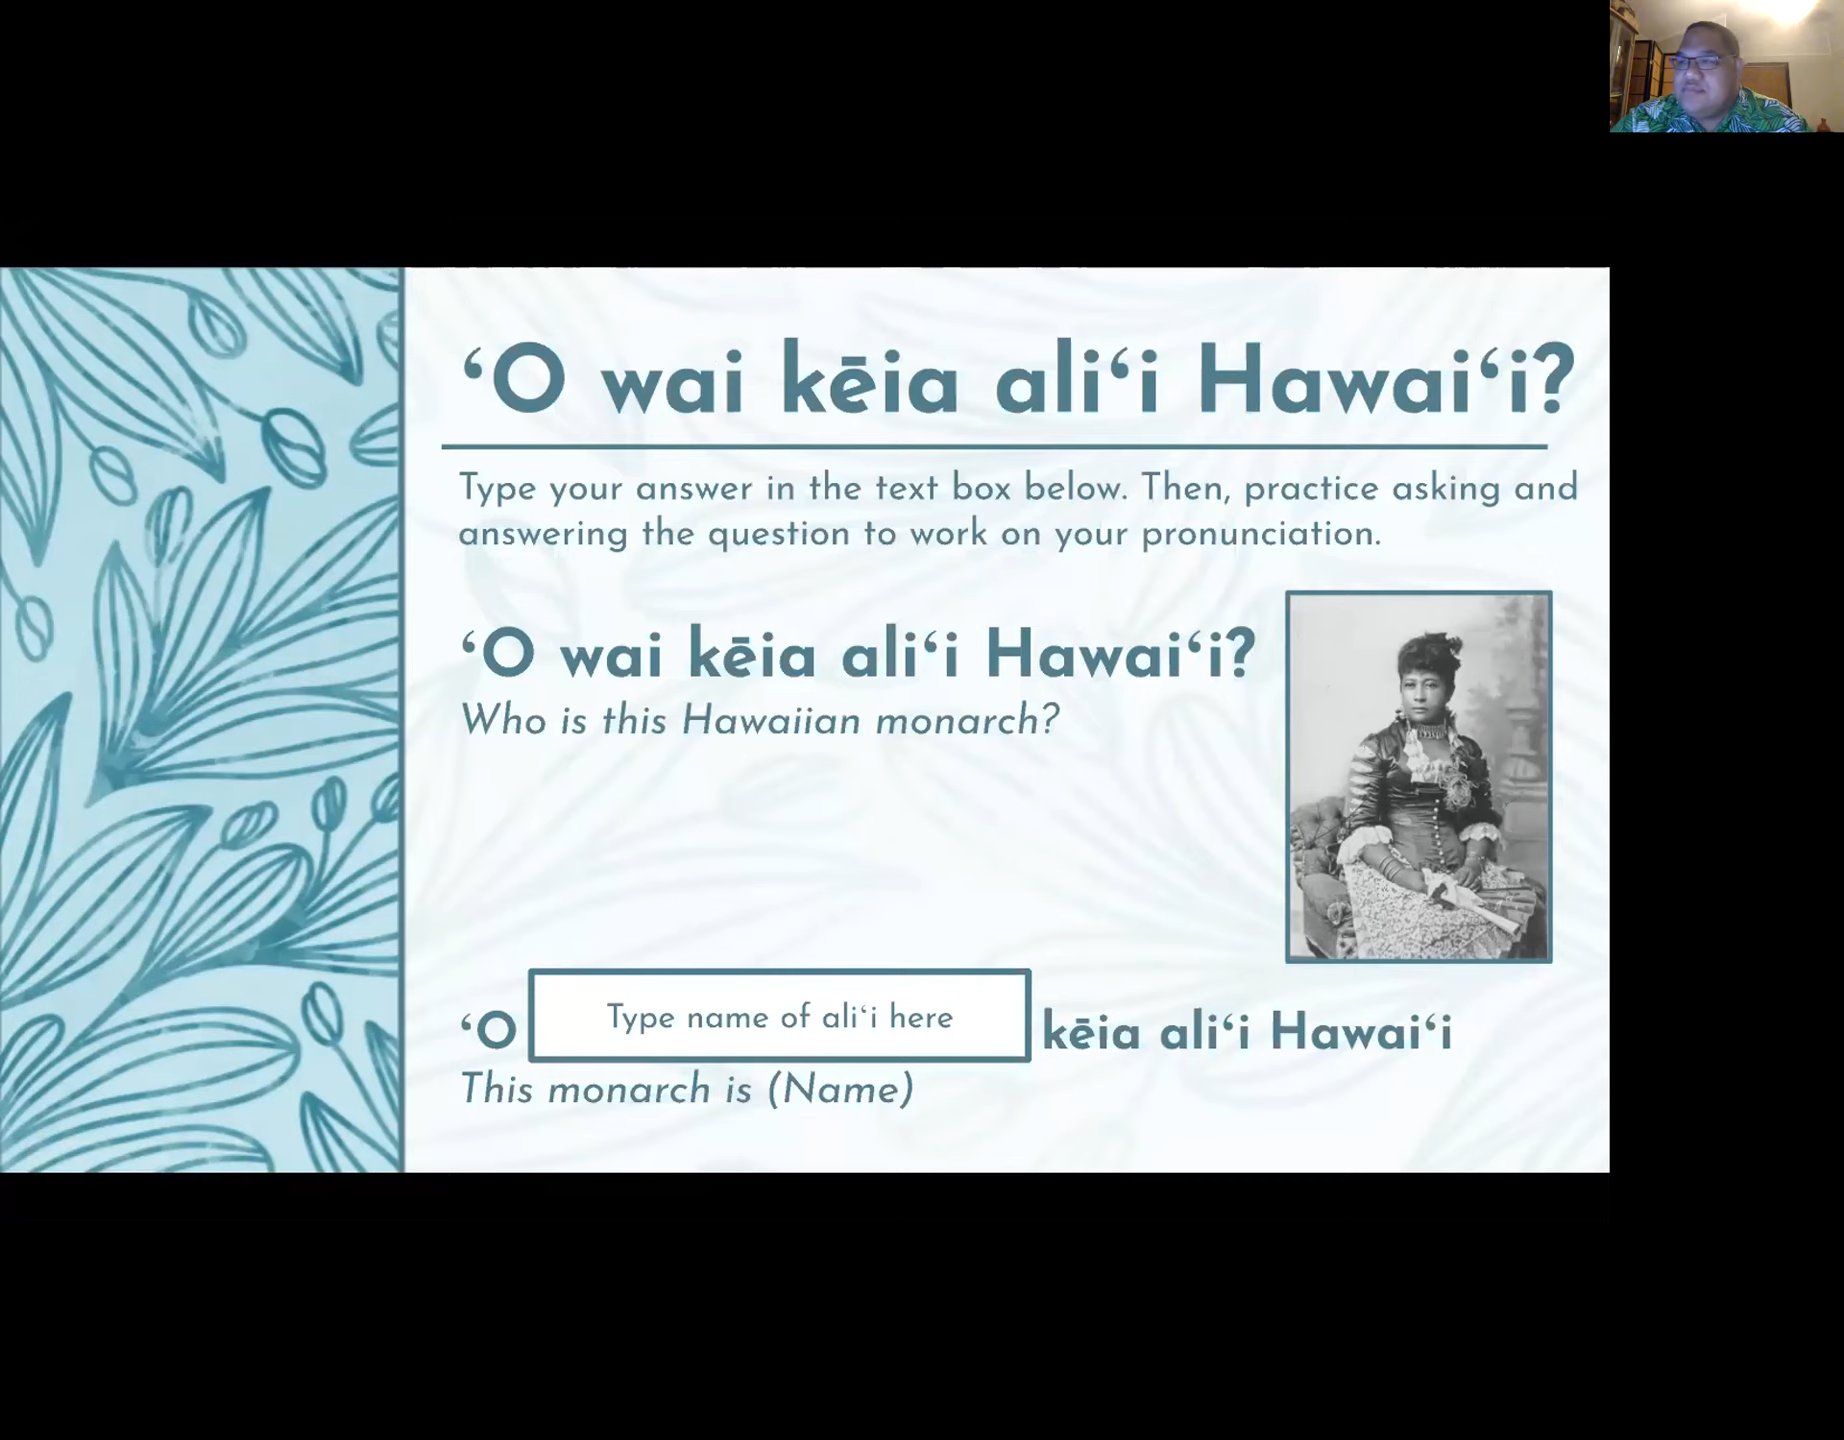 ʻO wai kēia aliʻi Hawaiʻi?
Type your answer in the text box below. Then, practice asking and
answering the question to work on your pronunciation.
ʻO wai kēia aliʻi Hawaiʻi?
Who is this Hawaiian monarch?
ʻO Type name of aliʻi here kēia aliʻi Hawaiʻi
This monarch is (Name)